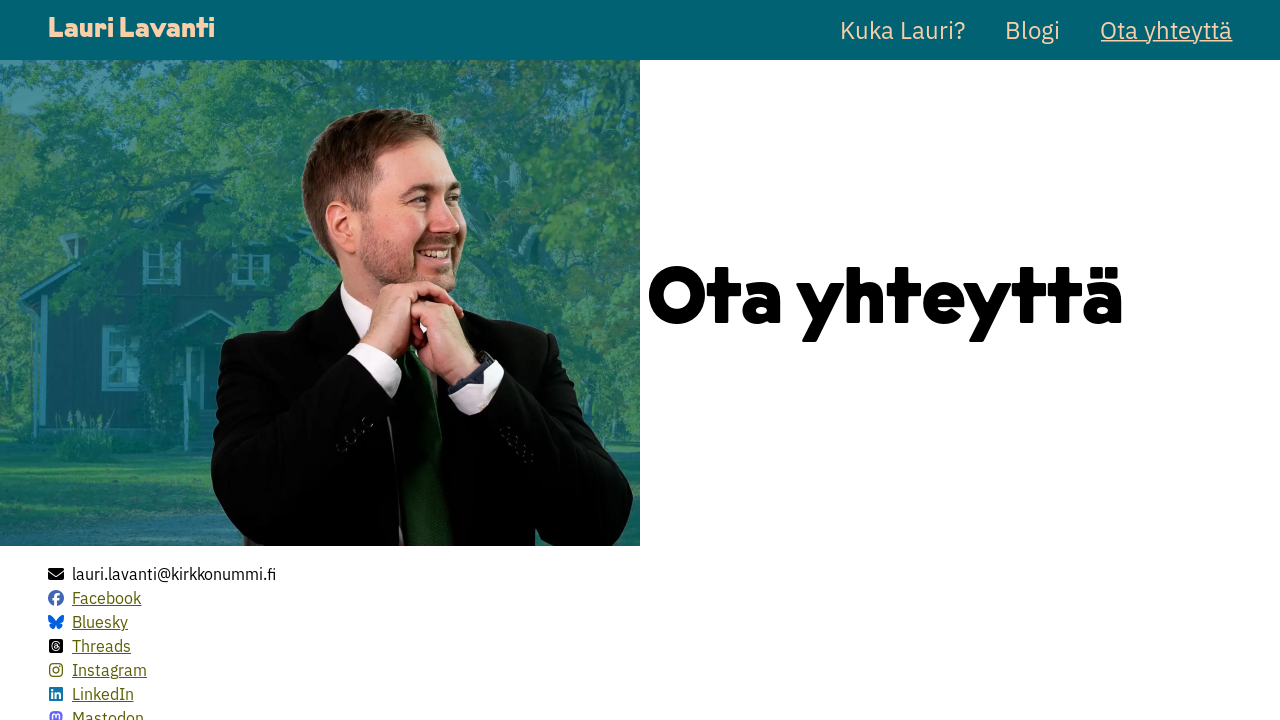 Lauri Lavanti
Kuka Lauri?
Blogi
Ota yhteyttä
Ota yhteyttä
lauri.lavanti@kirkkonummi.fi
Facebook
Bluesky
Threads
Instagram
LinkedIn
Mastodon